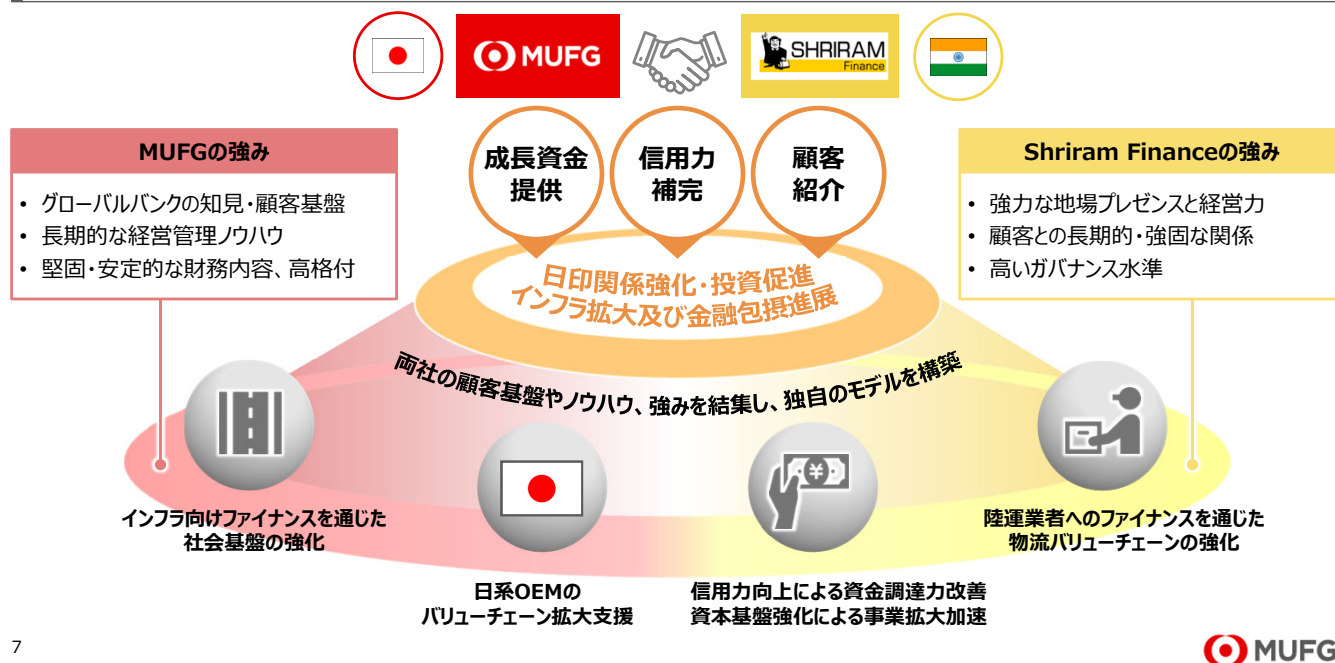 MUFG
SHRIRAM
Finance
成長資金
提供
信用力
補完
顧客
紹介
MUFGの強み
• グローバルバンクの知見・顧客基盤
• 長期的な経営管理ノウハウ
• 堅固・安定的な財務内容、高格付
Shriram Financeの強み
• 強力な地場プレゼンスと経営力
• 顧客との長期的・強固な関係
• 高いガバナンス水準
日印関係強化・投資促進
インフラ拡大及び金融包摂進展
両社の顧客基盤やノウハウ、強みを結集し、独自のモデルを構築
¥
インフラ向けファイナンスを通じた
社会基盤の強化
日系OEMの
バリューチェーン拡大支援
信用力向上による資金調達力改善
資本基盤強化による事業拡大加速
陸運業者へのファイナンスを通じた
物流バリューチェーンの強化
7
MUFG